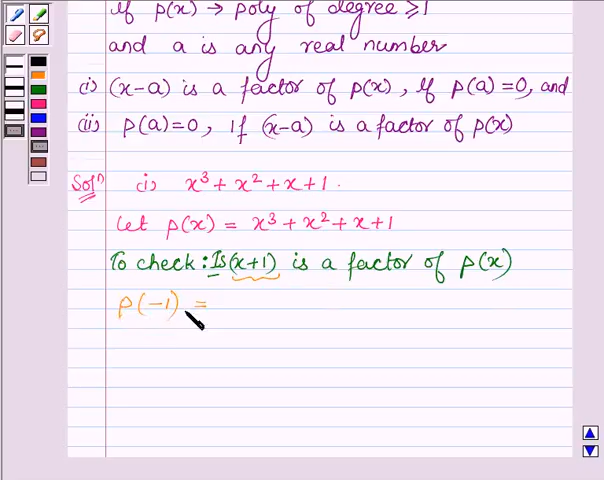 If p(x) → poly of degree ≥ 1
and a is any real number
(i) (x-a) is a factor of p(x), If p(a) = 0, and
(ii) p(a) = 0, if (x-a) is a factor of p(x)
Solⁿ (i) x³ + x² + x + 1.
Let p(x) = x³ + x² + x + 1
To check : Is (x+1) is a factor of p(x)
p(-1) =